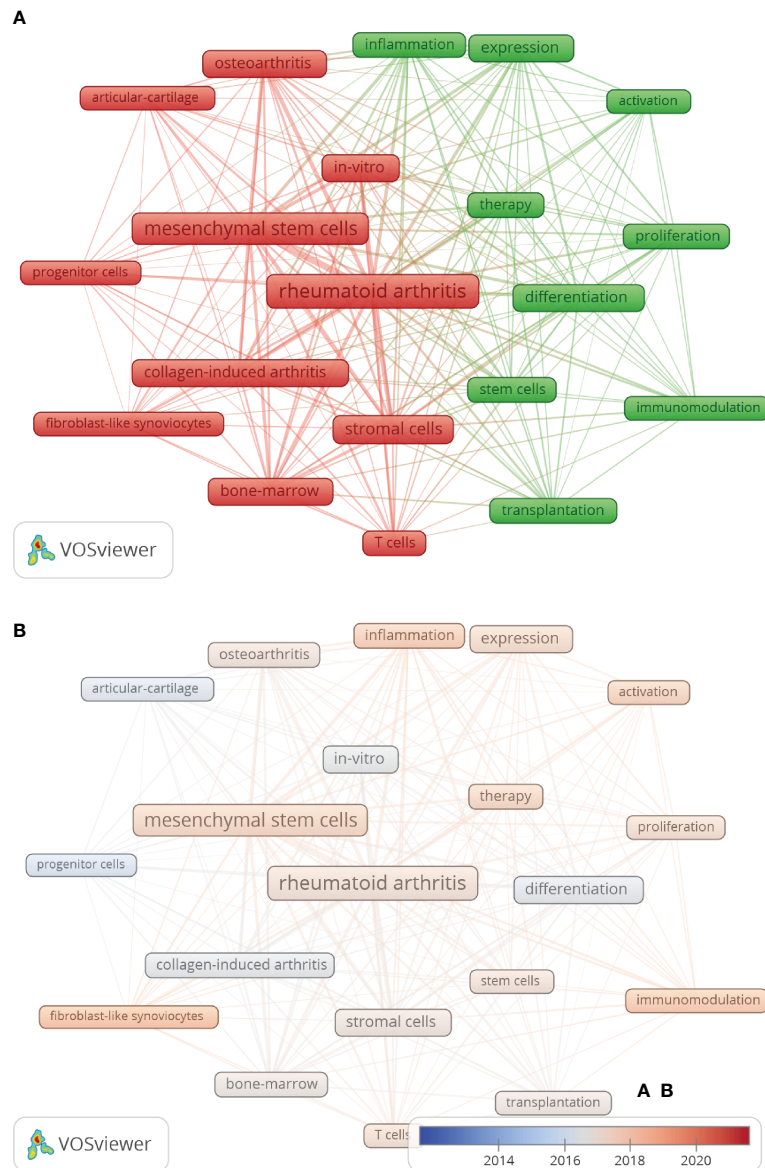 A
inflammation
expression
osteoarthritis
articular-cartilage
activation
in-vitro
therapy
mesenchymal stem cells
proliferation
progenitor cells
rheumatoid arthritis
differentiation
collagen-induced arthritis
stem cells
immunomodulation
fibroblast-like synoviocytes
stromal cells
bone-marrow
transplantation
T cells
VOSviewer
B
inflammation
expression
osteoarthritis
articular-cartilage
activation
in-vitro
therapy
mesenchymal stem cells
proliferation
progenitor cells
rheumatoid arthritis
differentiation
collagen-induced arthritis
stem cells
immunomodulation
fibroblast-like synoviocytes
stromal cells
bone-marrow
A B
transplantation
T cells
VOSviewer
2014 2016 2018 2020